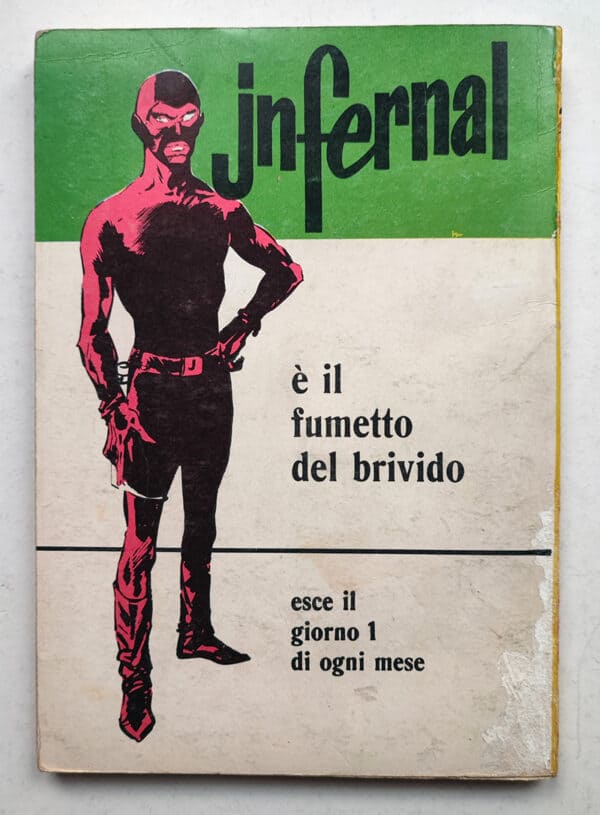 jnfernal
è il
fumetto
del brivido
esce il
giorno 1
di ogni mese
J